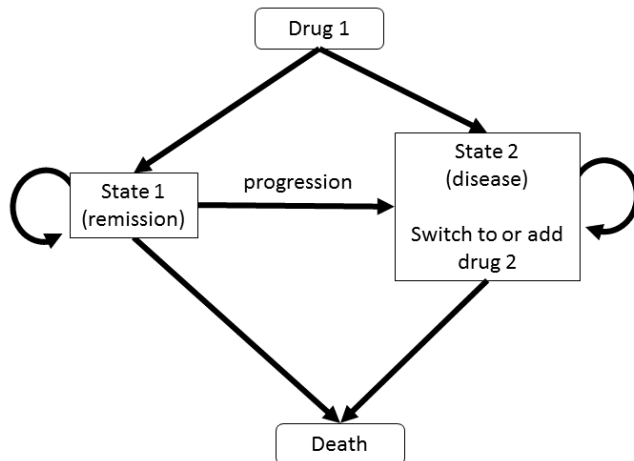 Drug 1
State 1
(remission)
progression
State 2
(disease)
Switch to or add
drug 2
Death